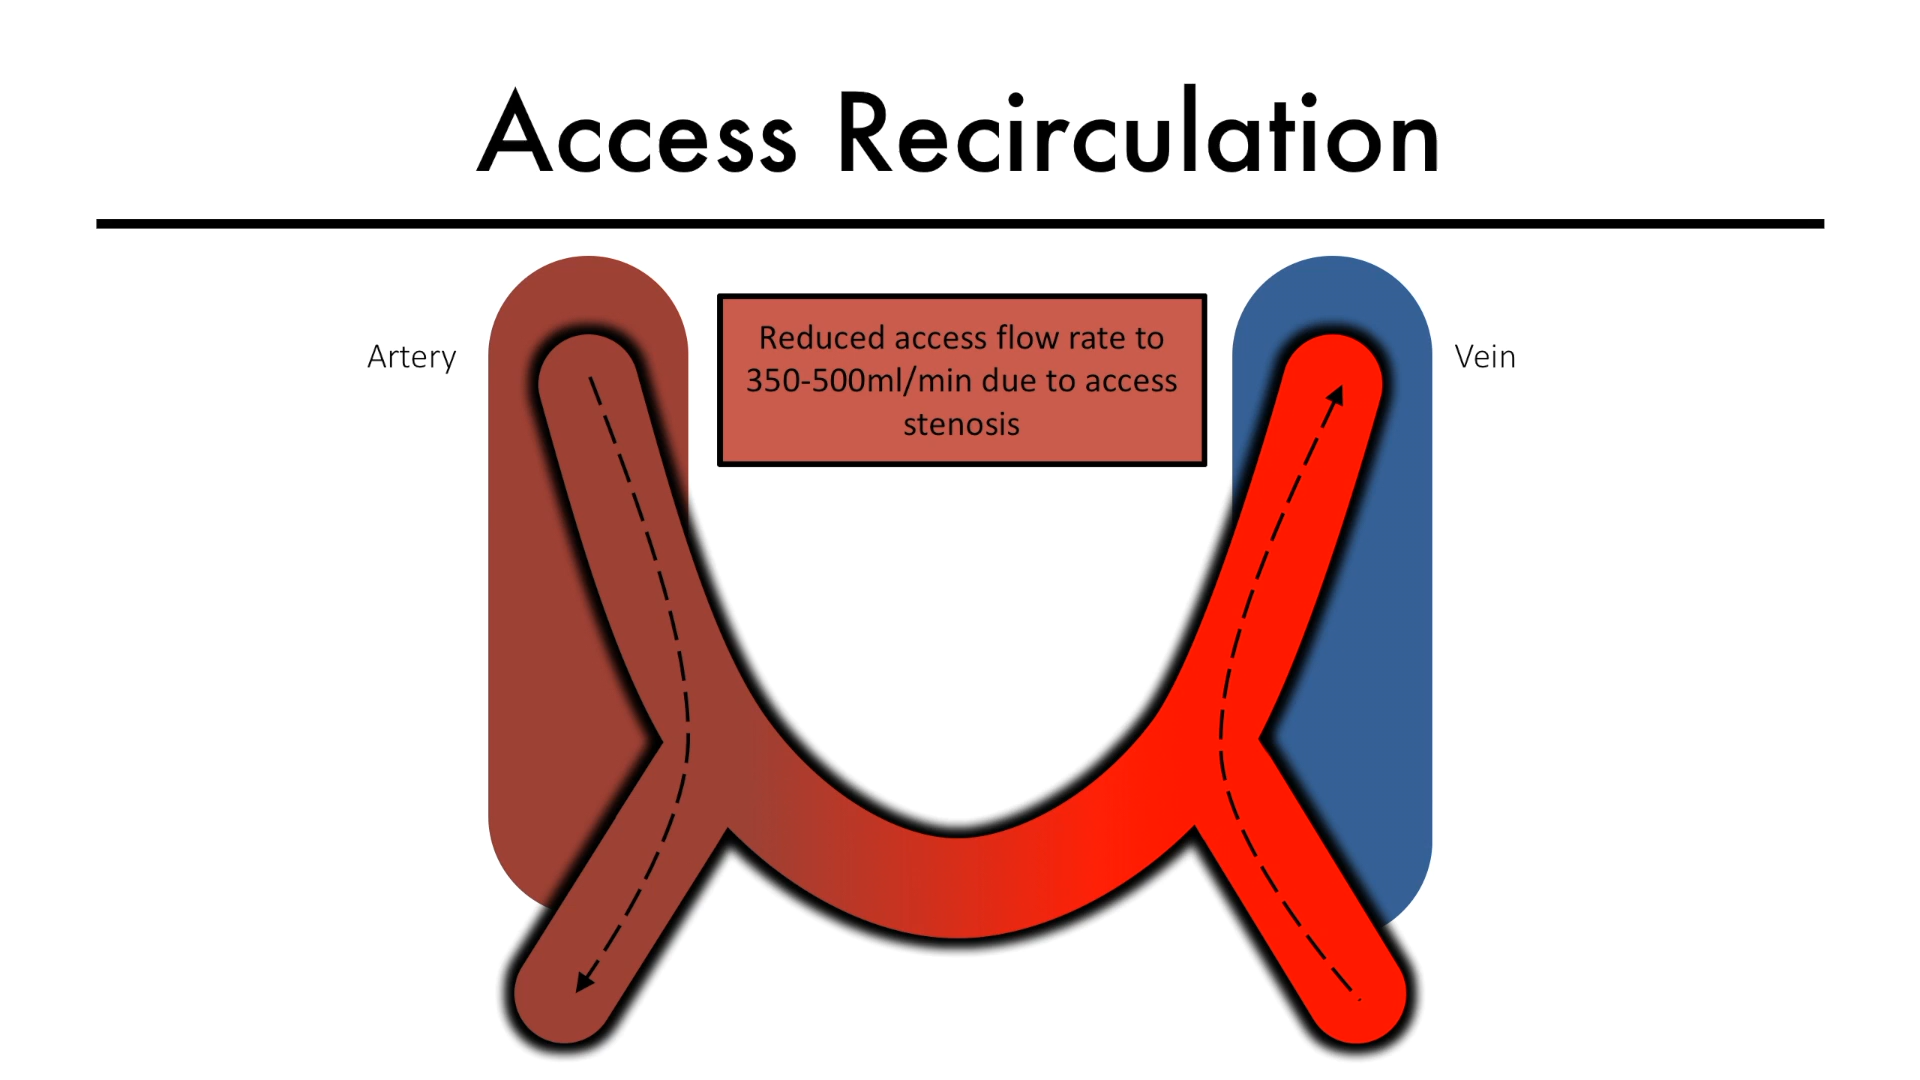 Access Recirculation
Artery
Reduced access flow rate to
350-500ml/min due to access
stenosis
Vein